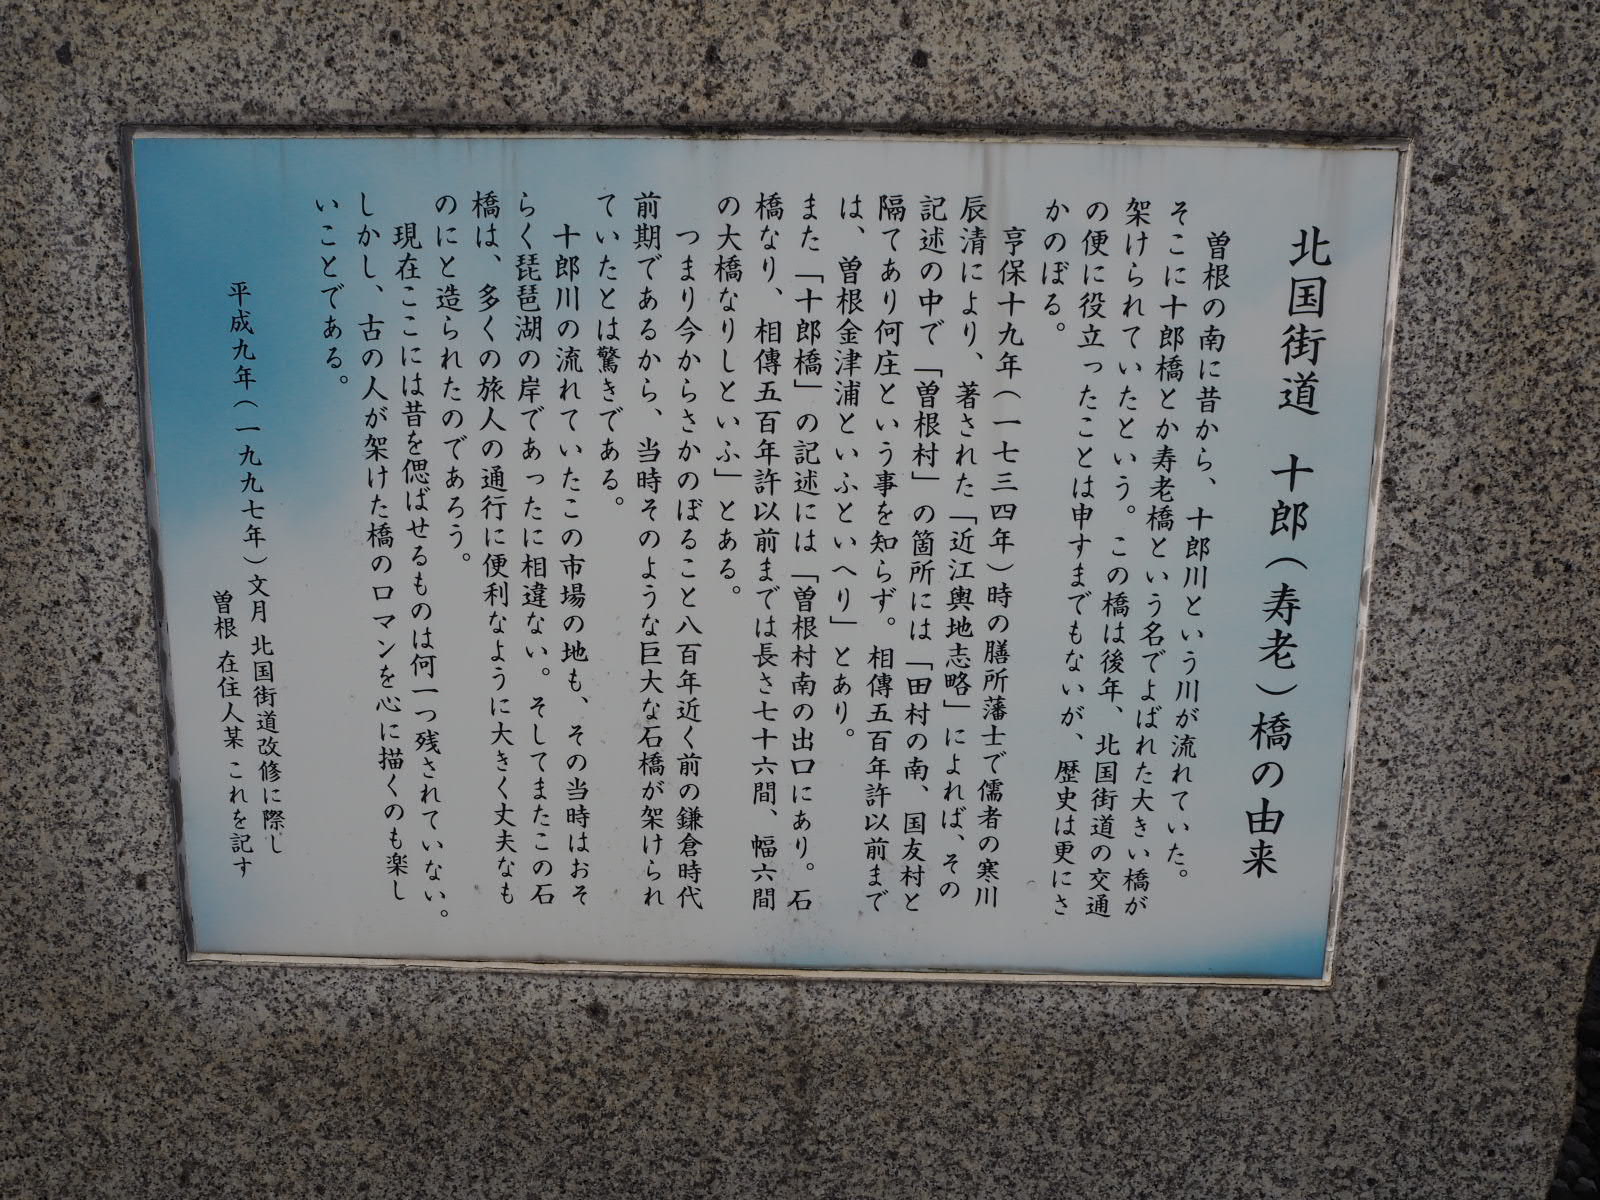 北国街道 十郎(寿老)橋の由来
曽根の南に昔から、十郎川という川が流れていた。
そこに十郎橋とか寿老橋という名でよばれた大きい橋が
架けられていたという。この橋は後年、北国街道の交通
の便に役立ったことは申すまでもないが、歴史は更にさ
かのぼる。
亨保十九年(一七三四年)時の膳所藩士で儒者の寒川
辰清により、著された「近江輿地志略」によれば、その
記述の中で「曽根村」の箇所には「田村の南、国友村と
隔てあり何庄という事を知らず。相傳五百年許以前まで
は、曽根金津浦といふといへり」とあり。
また「十郎橋」の記述には「曽根村南の出口にあり。石
橋なり、相傳五百年許以前までは長さ七十六間、幅六間
の大橋なりしといふ」とある。
つまり今からさかのぼること八百年近く前の鎌倉時代
前期であるから、当時そのような巨大な石橋が架けられ
ていたとは驚きである。
十郎川の流れていたこの市場の地も、その当時はおそ
らく琵琶湖の岸であったに相違ない。そしてまたこの石
橋は、多くの旅人の通行に便利なように大きく丈夫なも
のにと造られたのであろう。
現在ここには昔を偲ばせるものは何一つ残されていない。
しかし、古の人が架けた橋のロマンを心に描くのも楽し
いことである。
平成九年(一九九七年)文月 北国街道改修に際し
曽根 在住人某 これを記す